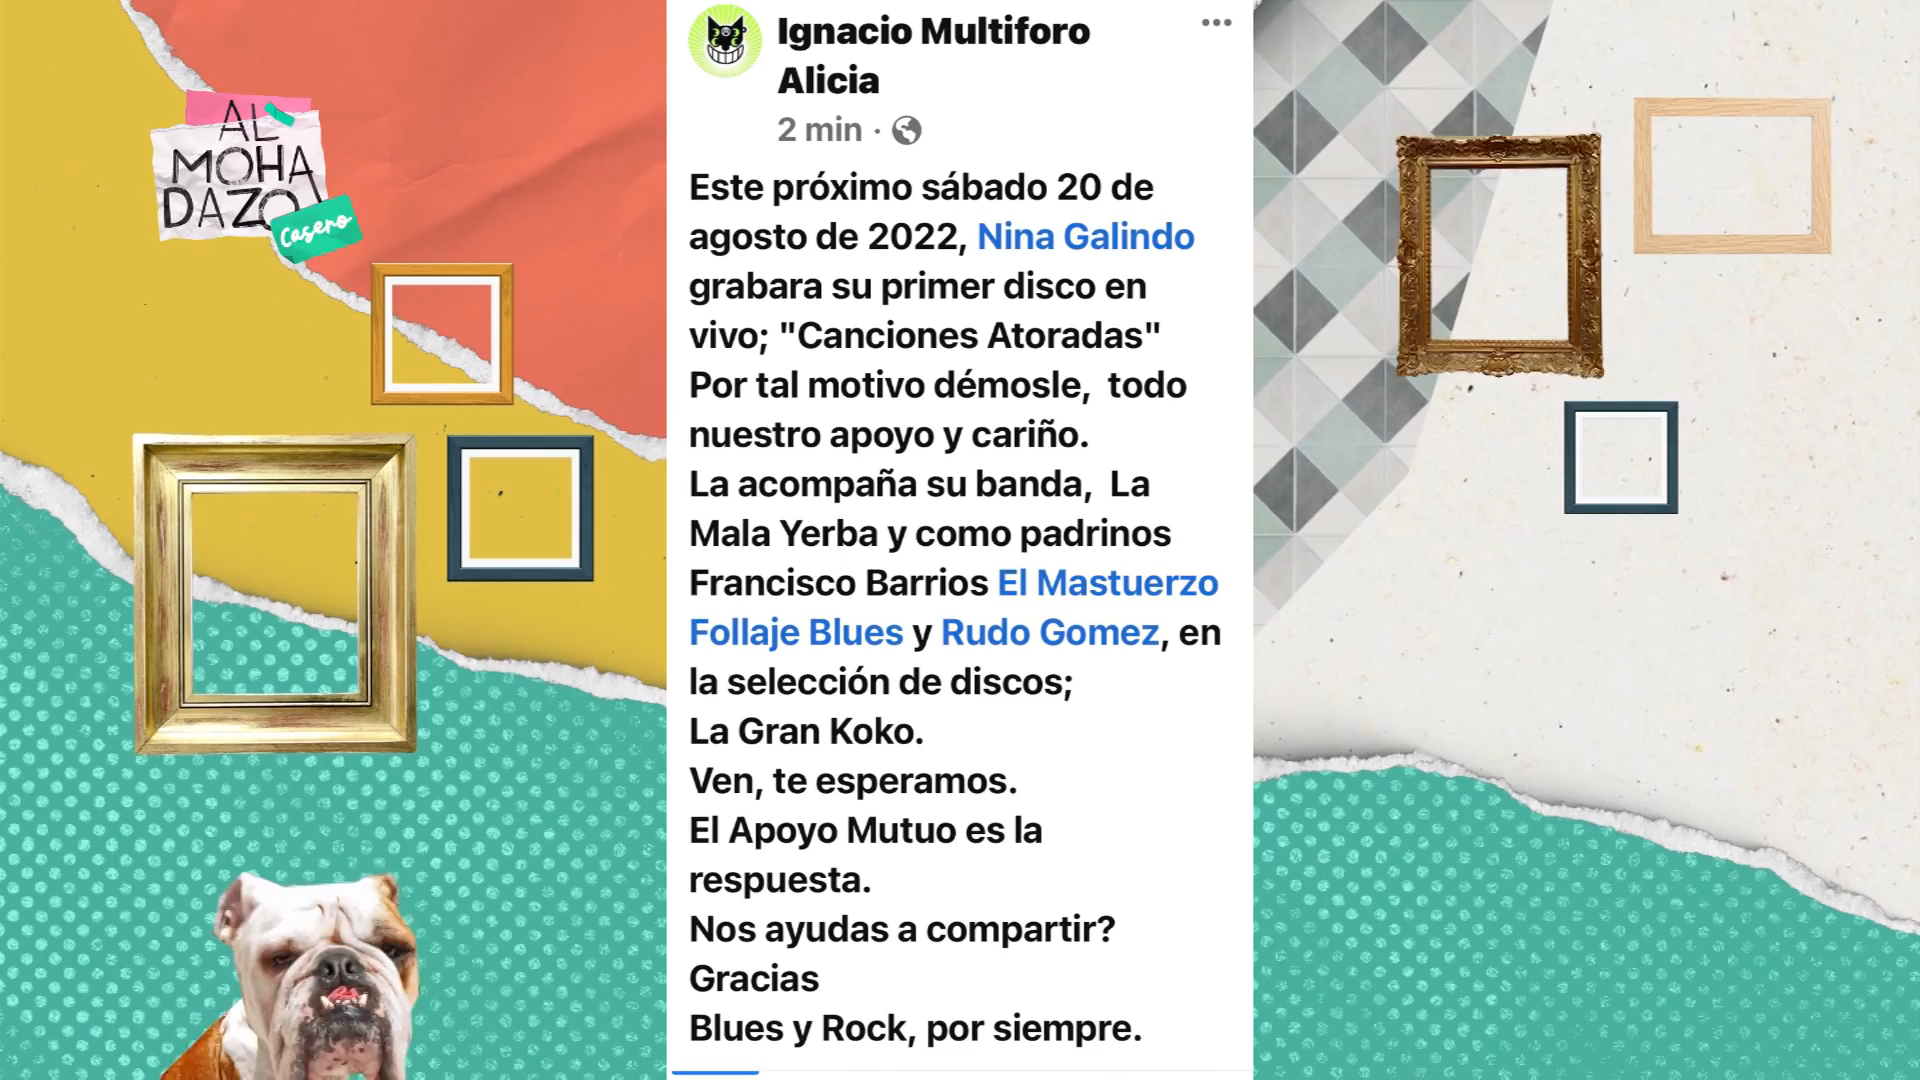 AL
MOHA
DAZO
Casero
Ignacio Multiforo
Alicia
2 min ·
Este próximo sábado 20 de
agosto de 2022, Nina Galindo
grabara su primer disco en
vivo; "Canciones Atoradas"
Por tal motivo démosle,  todo
nuestro apoyo y cariño.
La acompaña su banda,  La
Mala Yerba y como padrinos
Francisco Barrios El Mastuerzo
Follaje Blues y Rudo Gomez, en
la selección de discos;
La Gran Koko.
Ven, te esperamos.
El Apoyo Mutuo es la
respuesta.
Nos ayudas a compartir?
Gracias
Blues y Rock, por siempre.